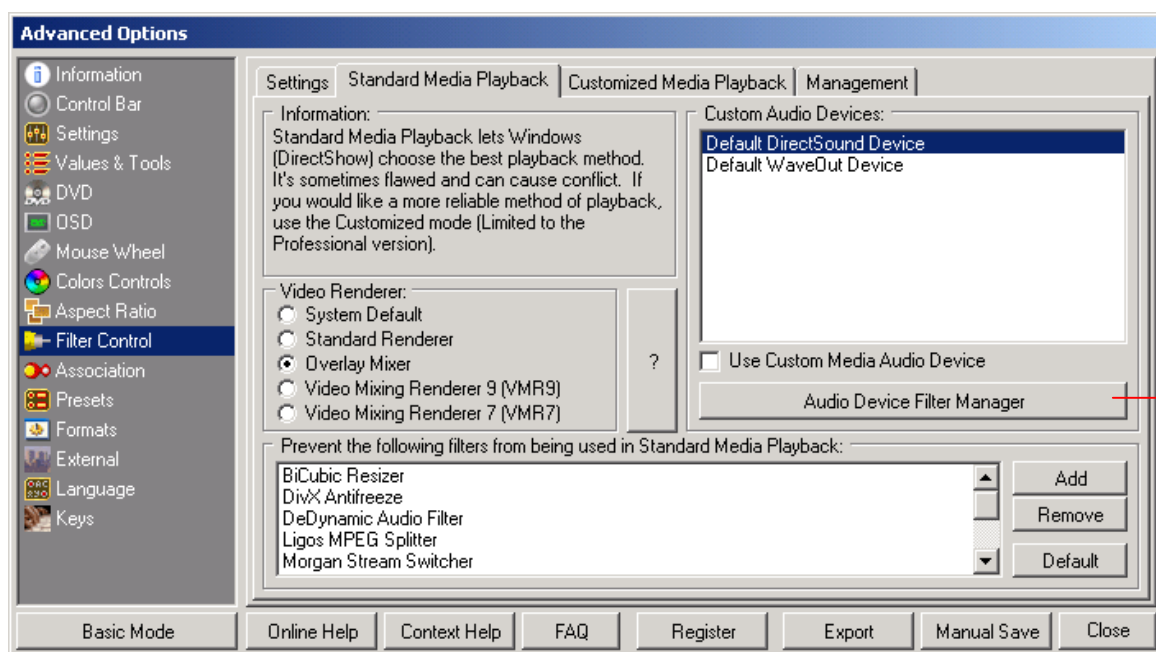 Advanced Options
Information
Control Bar
Settings
Values & Tools
DVD
OSD
Mouse Wheel
Colors Controls
Aspect Ratio
Filter Control
Association
Presets
Formats
External
Language
Keys
Settings
Standard Media Playback
Customized Media Playback
Management
Information:
Standard Media Playback lets Windows
(DirectShow) choose the best playback method.
It's sometimes flawed and can cause conflict. If
you would like a more reliable method of playback,
use the Customized mode (Limited to the
Professional version).
Custom Audio Devices:
Default DirectSound Device
Default WaveOut Device
Use Custom Media Audio Device
Audio Device Filter Manager
Video Renderer:
System Default
Standard Renderer
Overlay Mixer
Video Mixing Renderer 9 (VMR9)
Video Mixing Renderer 7 (VMR7)
?
Prevent the following filters from being used in Standard Media Playback:
BiCubic Resizer
DivX Antifreeze
DeDynamic Audio Filter
Ligos MPEG Splitter
Morgan Stream Switcher
Add
Remove
Default
Basic Mode
Online Help
Context Help
FAQ
Register
Export
Manual Save
Close